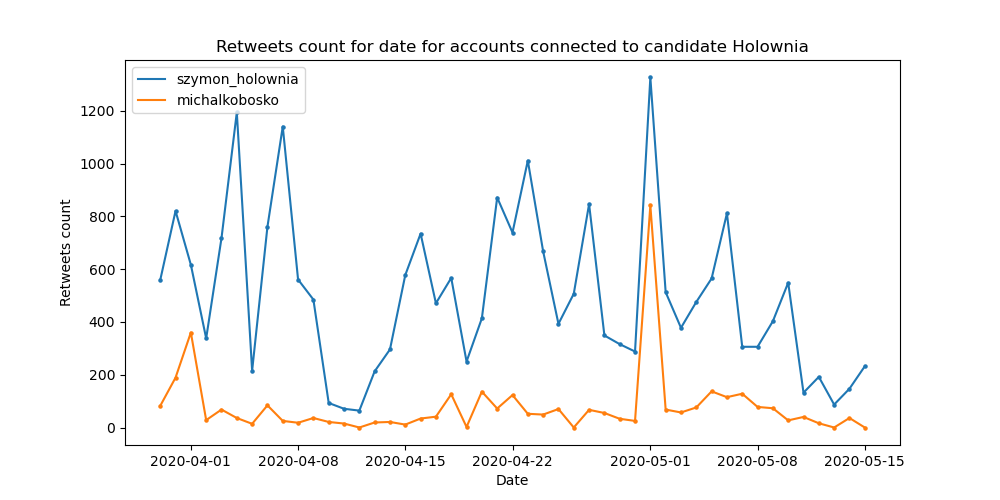 Retweets count for date for accounts connected to candidate Holownia
szymon_holownia
michalkobosko
Retweets count
1200
1000
800
600
400
200
0
2020-04-01 2020-04-08 2020-04-15 2020-04-22 2020-05-01 2020-05-08 2020-05-15
Date